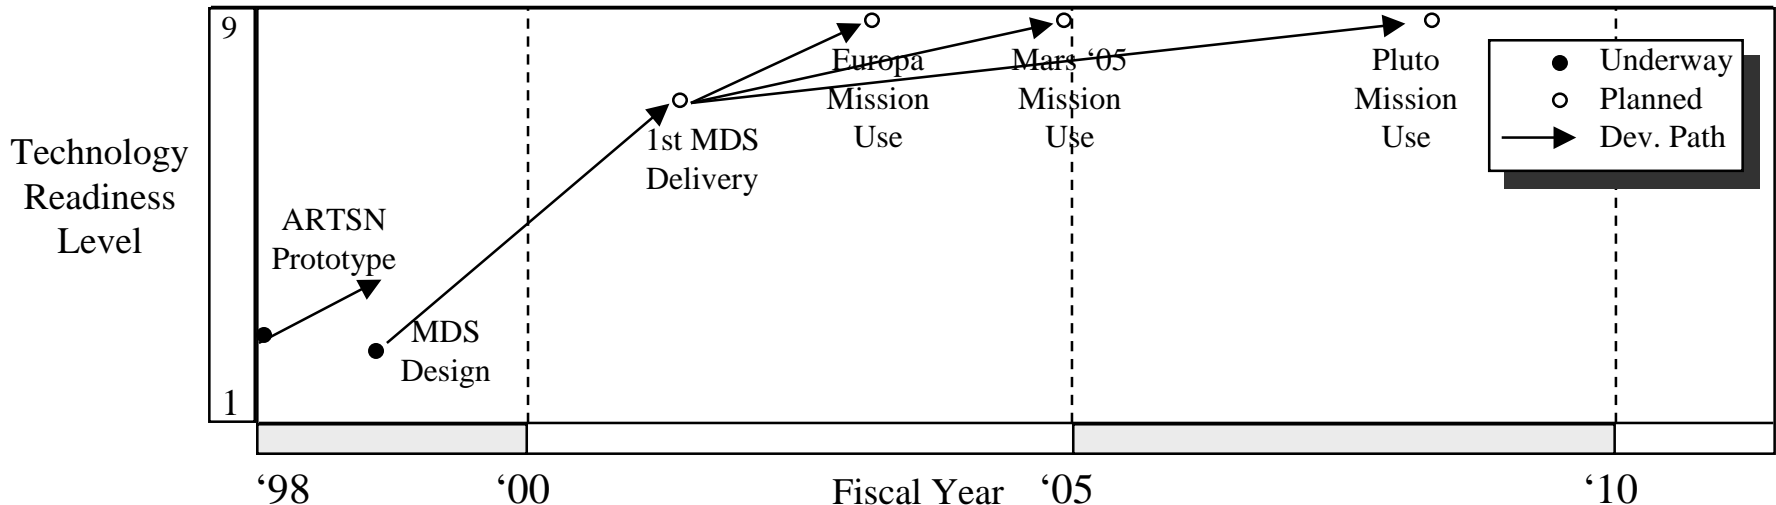 9
Technology
Readiness
Level
1
ARTSN
Prototype
MDS
Design
1st MDS
Delivery
Europa
Mission
Use
Mars ‘05
Mission
Use
Pluto
Mission
Use
Underway
Planned
Dev. Path
‘98
‘00
Fiscal Year
‘05
‘10